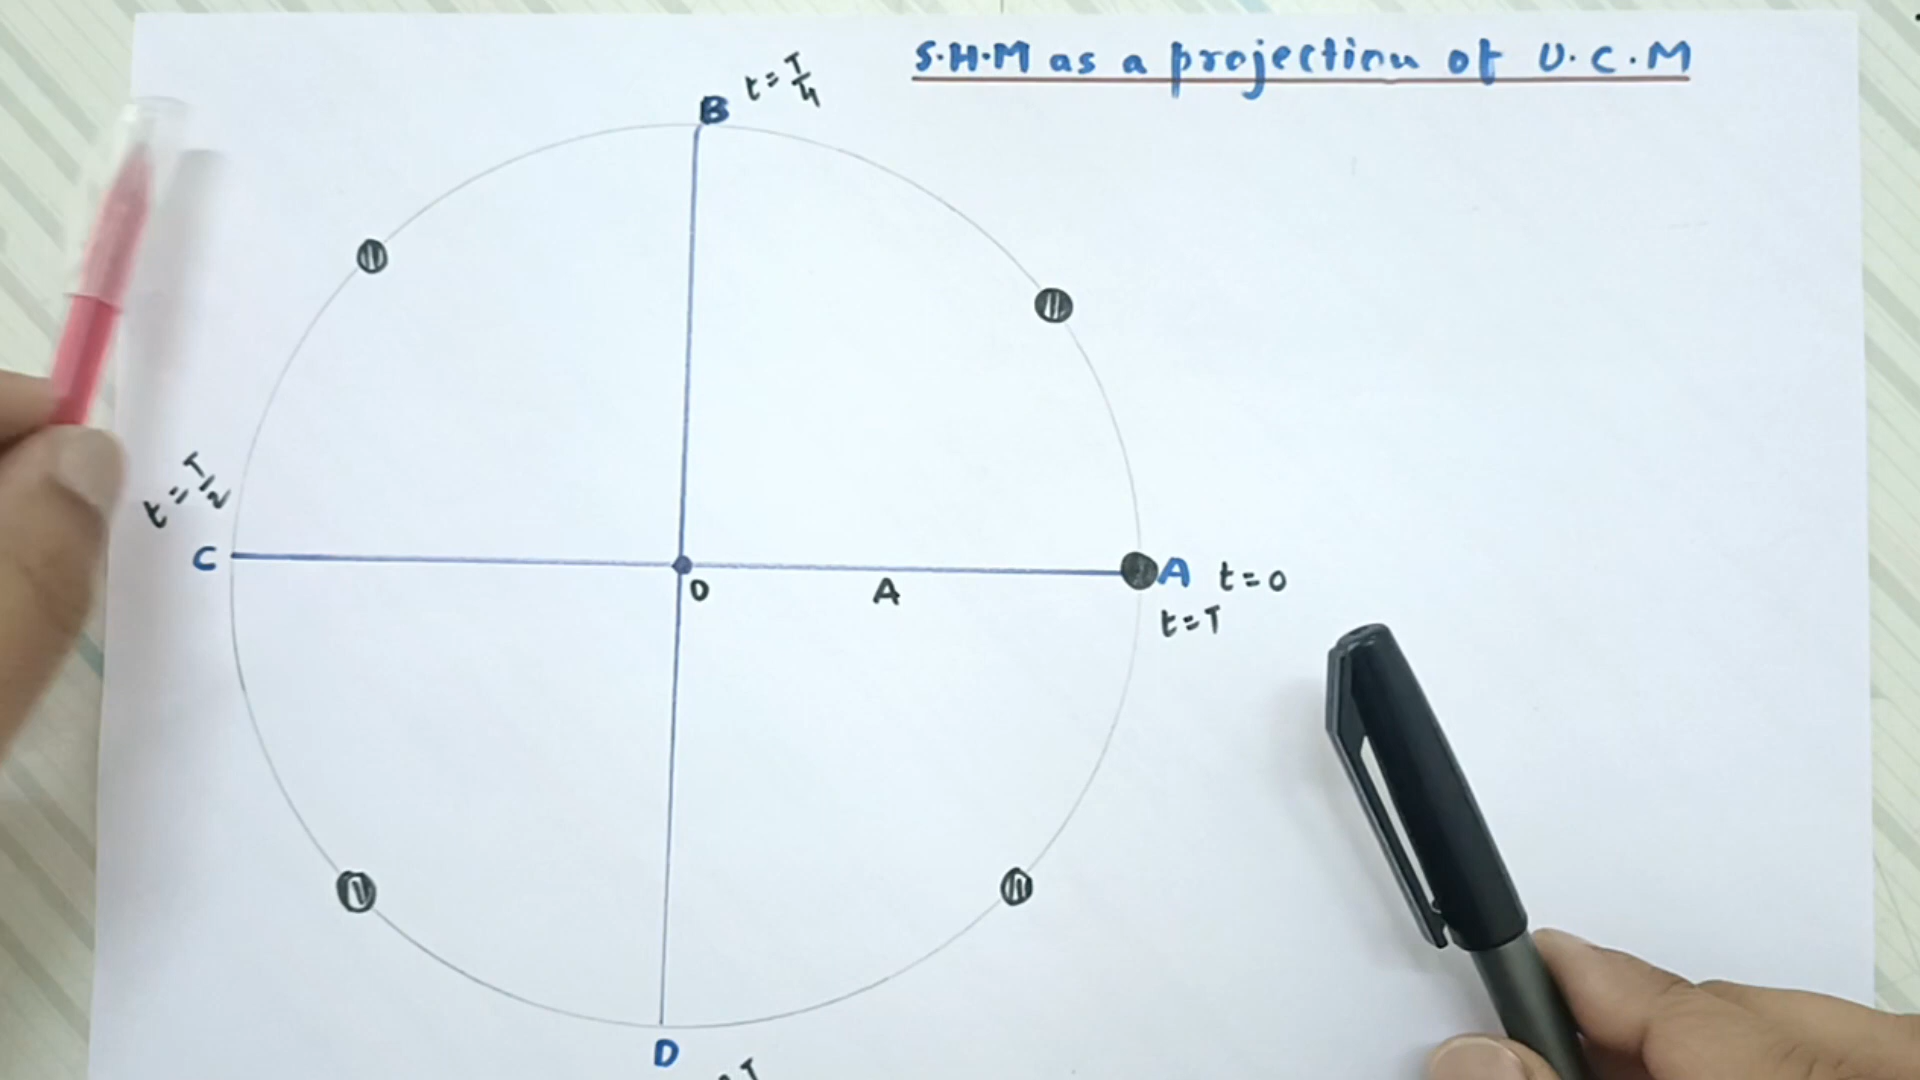 S.H.M as a projection of U.C.M
B t = T/4
t = T/2
C
O
A
A t = 0
t = T
D